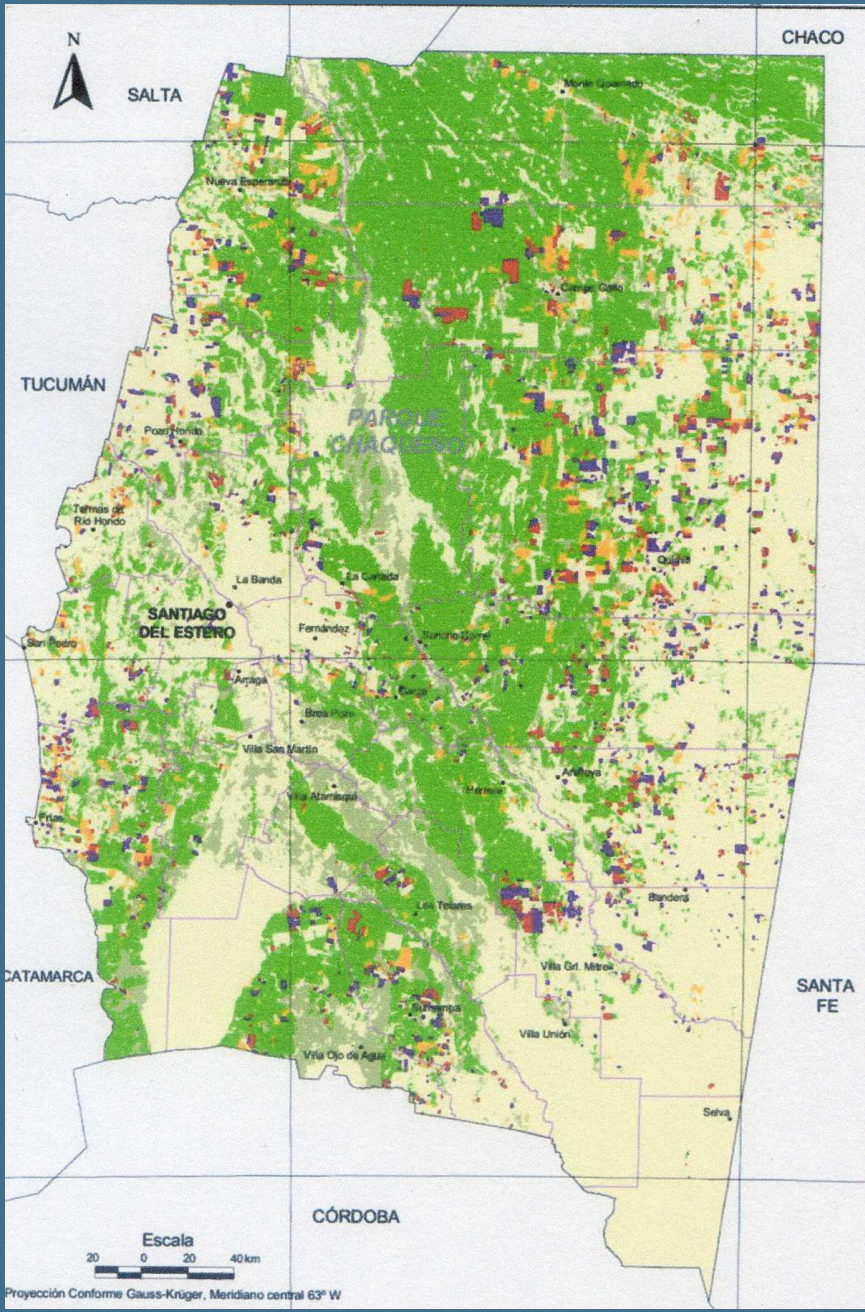 N
CHACO
SALTA
Monte Quemado
Nueva Esperanza
Campo Gallo
TUCUMÁN
PARQUE
CHAQUEÑO
Pozo Hondo
Termas de
Río Hondo
Quimilí
La Banda
La Cañada
SANTIAGO
DEL ESTERO
Fernández
Suncho Corral
San Pedro
Arraga
Garza
Brea Pozo
Villa San Martín
Añatuya
Herrera
Villa Atamisqui
Frías
Bandera
Los Telares
CATAMARCA
Villa Grl. Mitre
SANTA
FE
Sumampa
Villa Unión
Villa Ojo de Agua
Selva
CÓRDOBA
Escala
20 0 20 40 km
Proyección Conforme Gauss-Krüger, Meridiano central 63º W